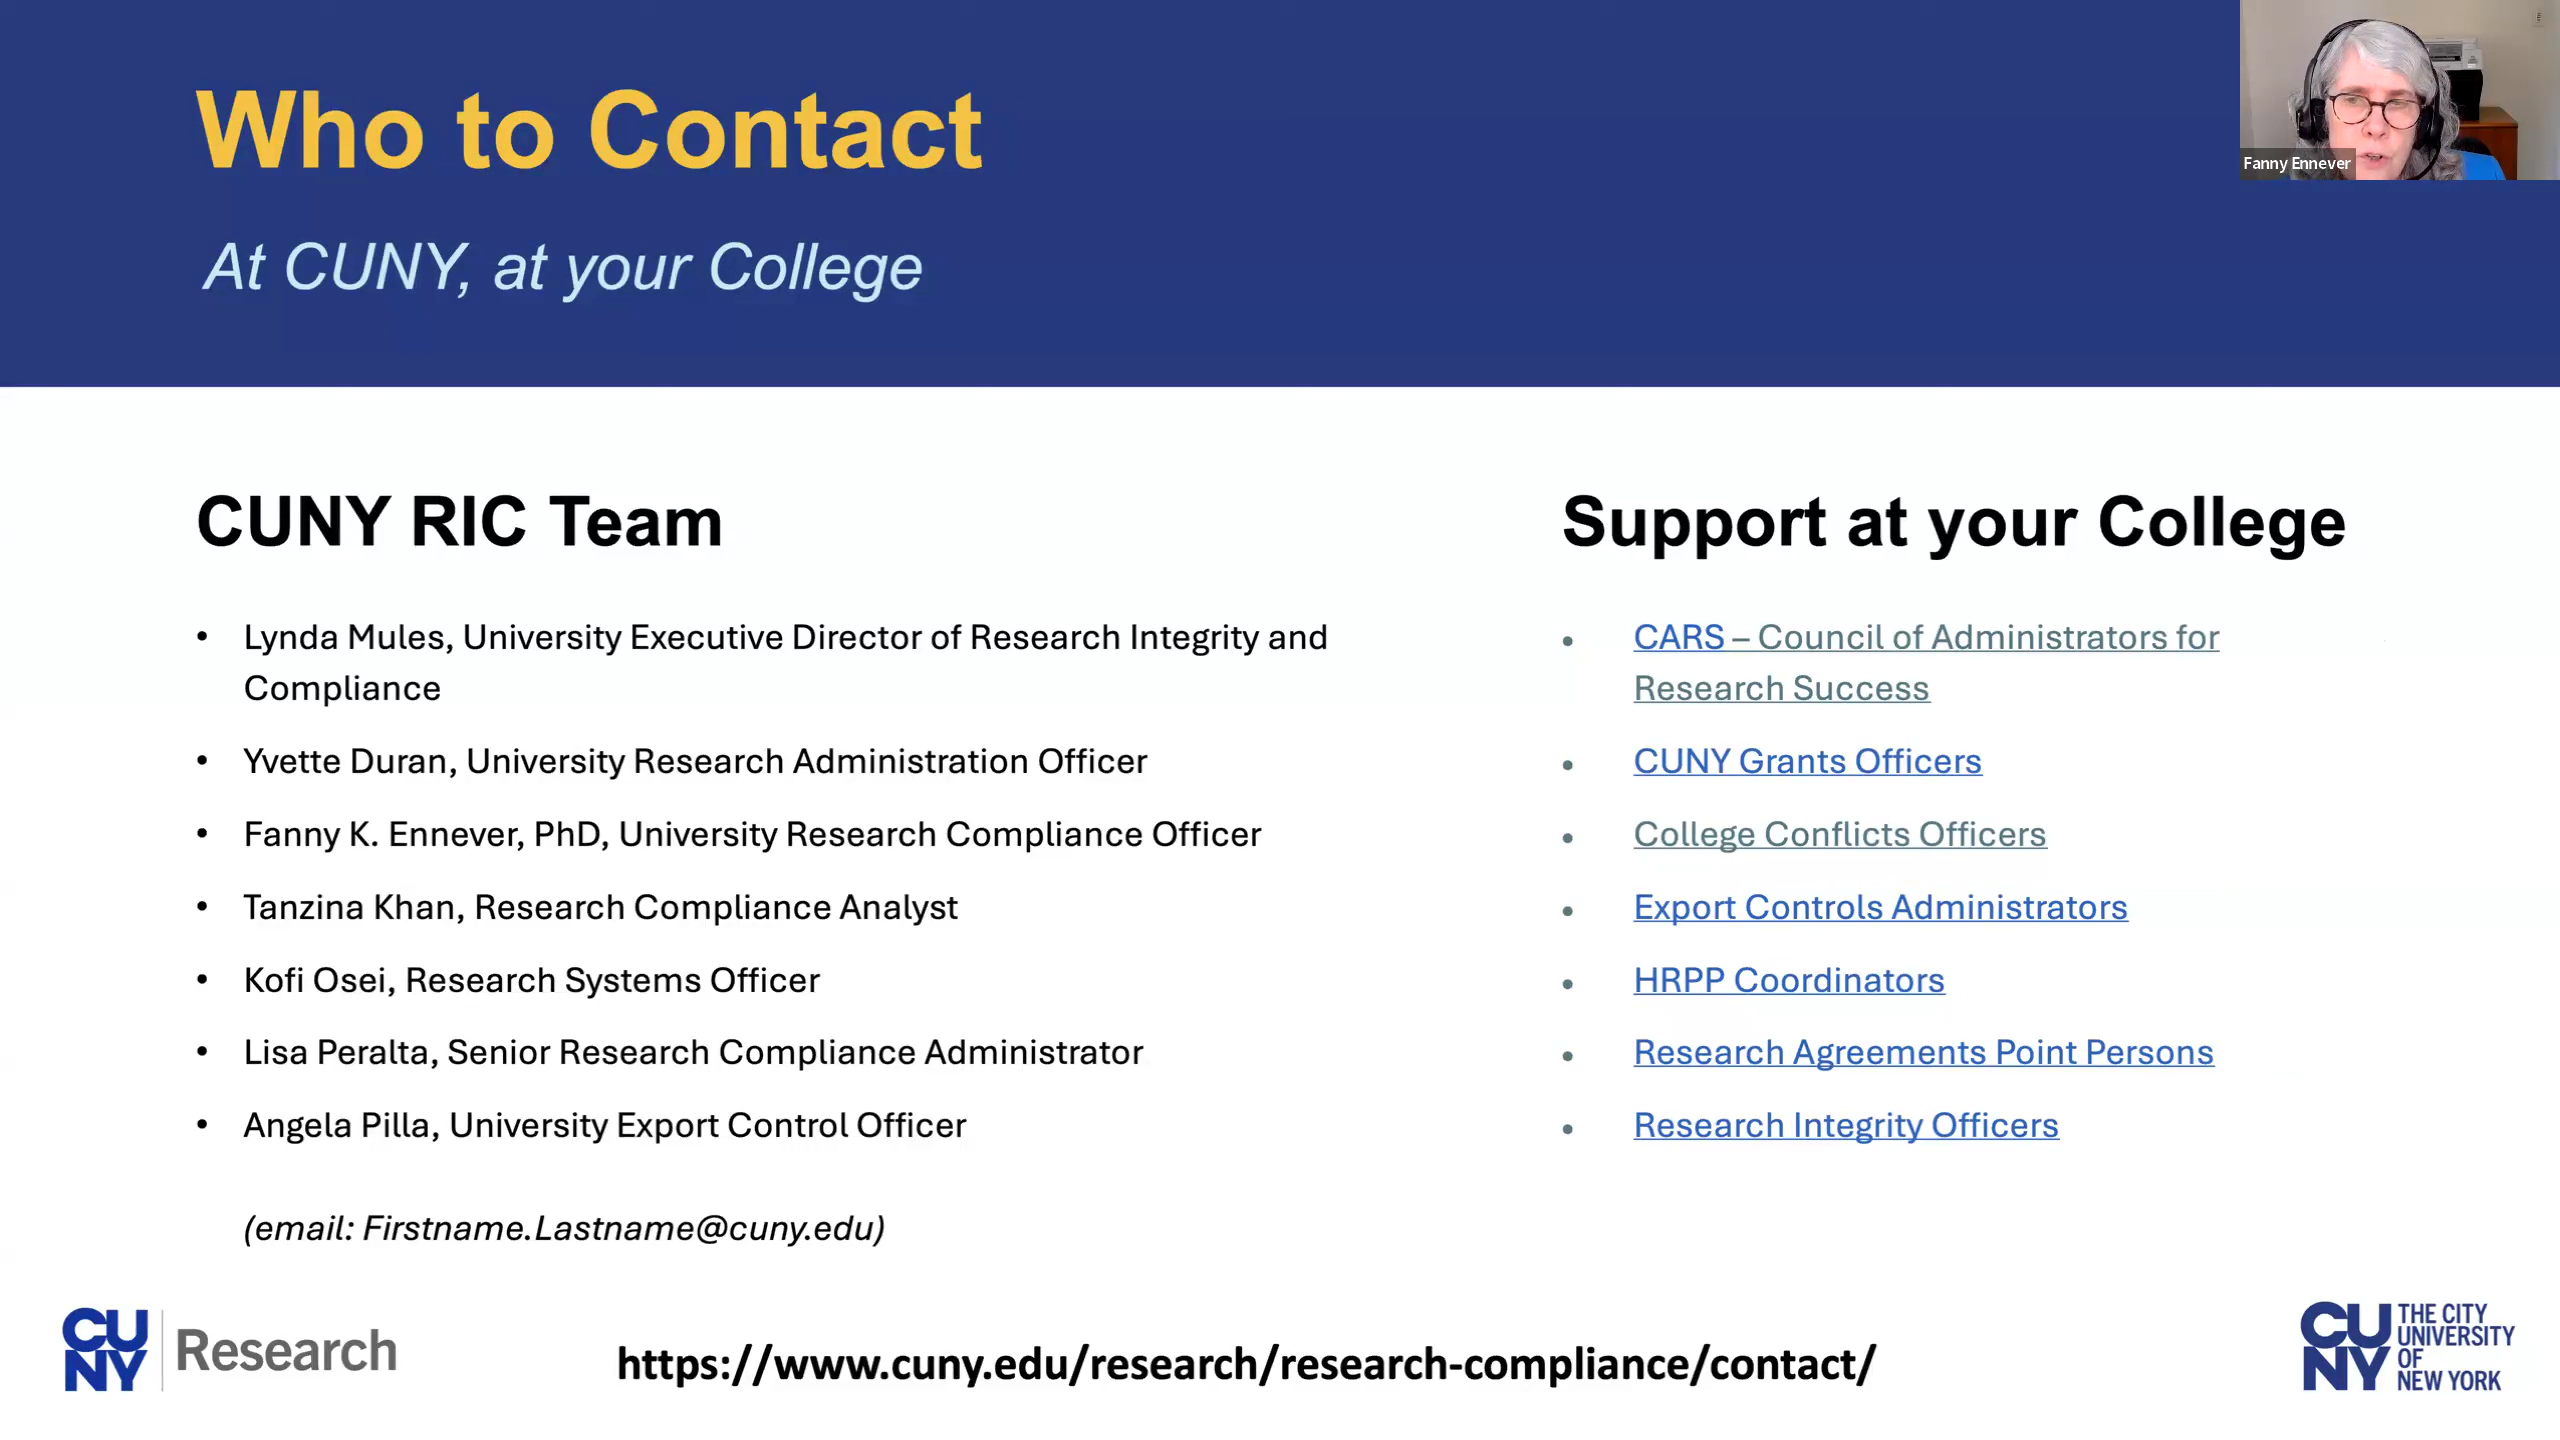 Who to Contact
At CUNY, at your College
Fanny Ennever
CUNY RIC Team
• Lynda Mules, University Executive Director of Research Integrity and
Compliance
• Yvette Duran, University Research Administration Officer
• Fanny K. Ennever, PhD, University Research Compliance Officer
• Tanzina Khan, Research Compliance Analyst
• Kofi Osei, Research Systems Officer
• Lisa Peralta, Senior Research Compliance Administrator
• Angela Pilla, University Export Control Officer
(email: Firstname.Lastname@cuny.edu)
Support at your College
• CARS – Council of Administrators for
Research Success
• CUNY Grants Officers
• College Conflicts Officers
• Export Controls Administrators
• HRPP Coordinators
• Research Agreements Point Persons
• Research Integrity Officers
CU
NY
Research
https://www.cuny.edu/research/research-compliance/contact/
CU
NY
THE CITY
UNIVERSITY
OF
NEW YORK